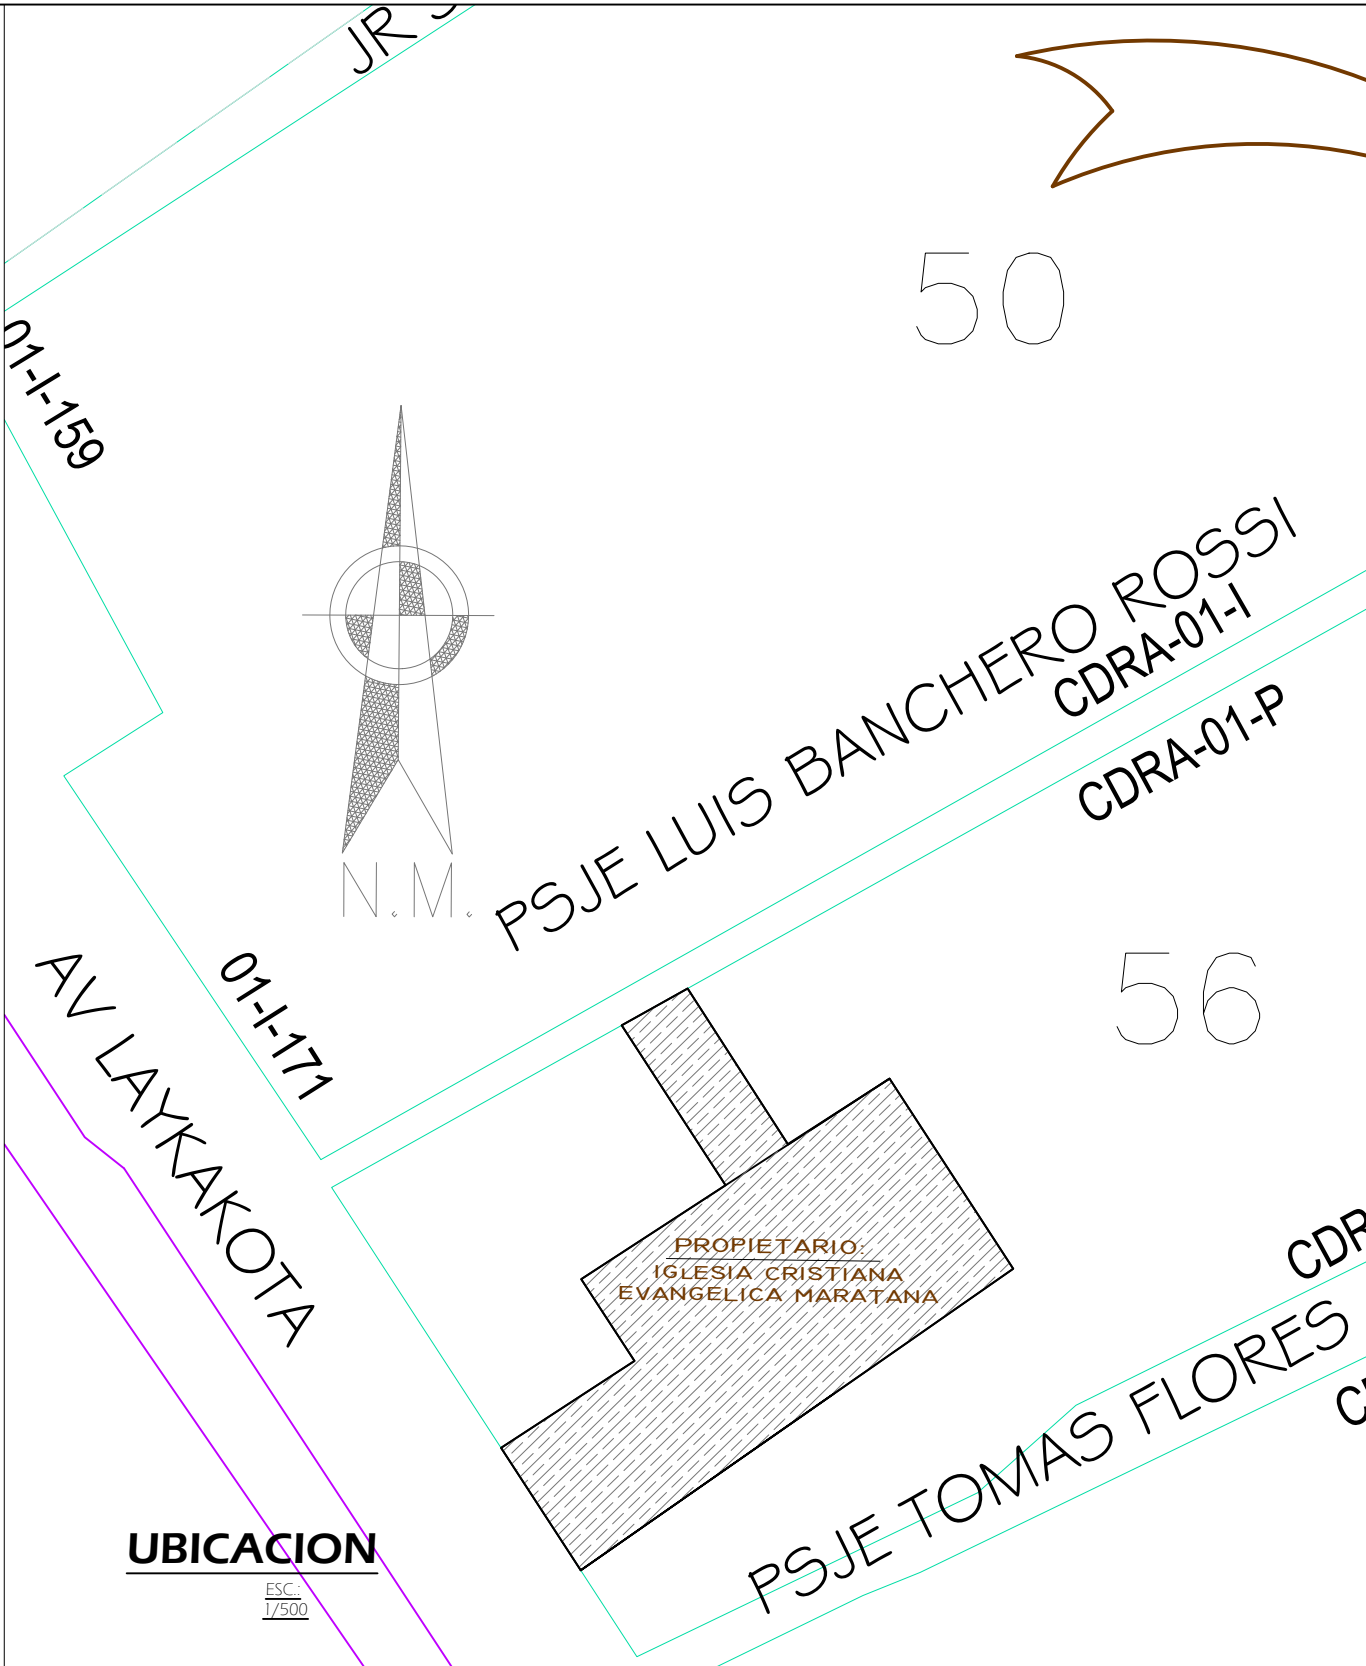 JR
50
01-I-159
PSJE LUIS BANCHERO ROSSI
CDRA-01-I
CDRA-01-P
N.M.
AV LAYKAKOTA
01-I-171
56
PROPIETARIO:
IGLESIA CRISTIANA
EVANGELICA MARATANA
CDR
PSJE TOMAS FLORES
UBICACION
ESC.:
1/500